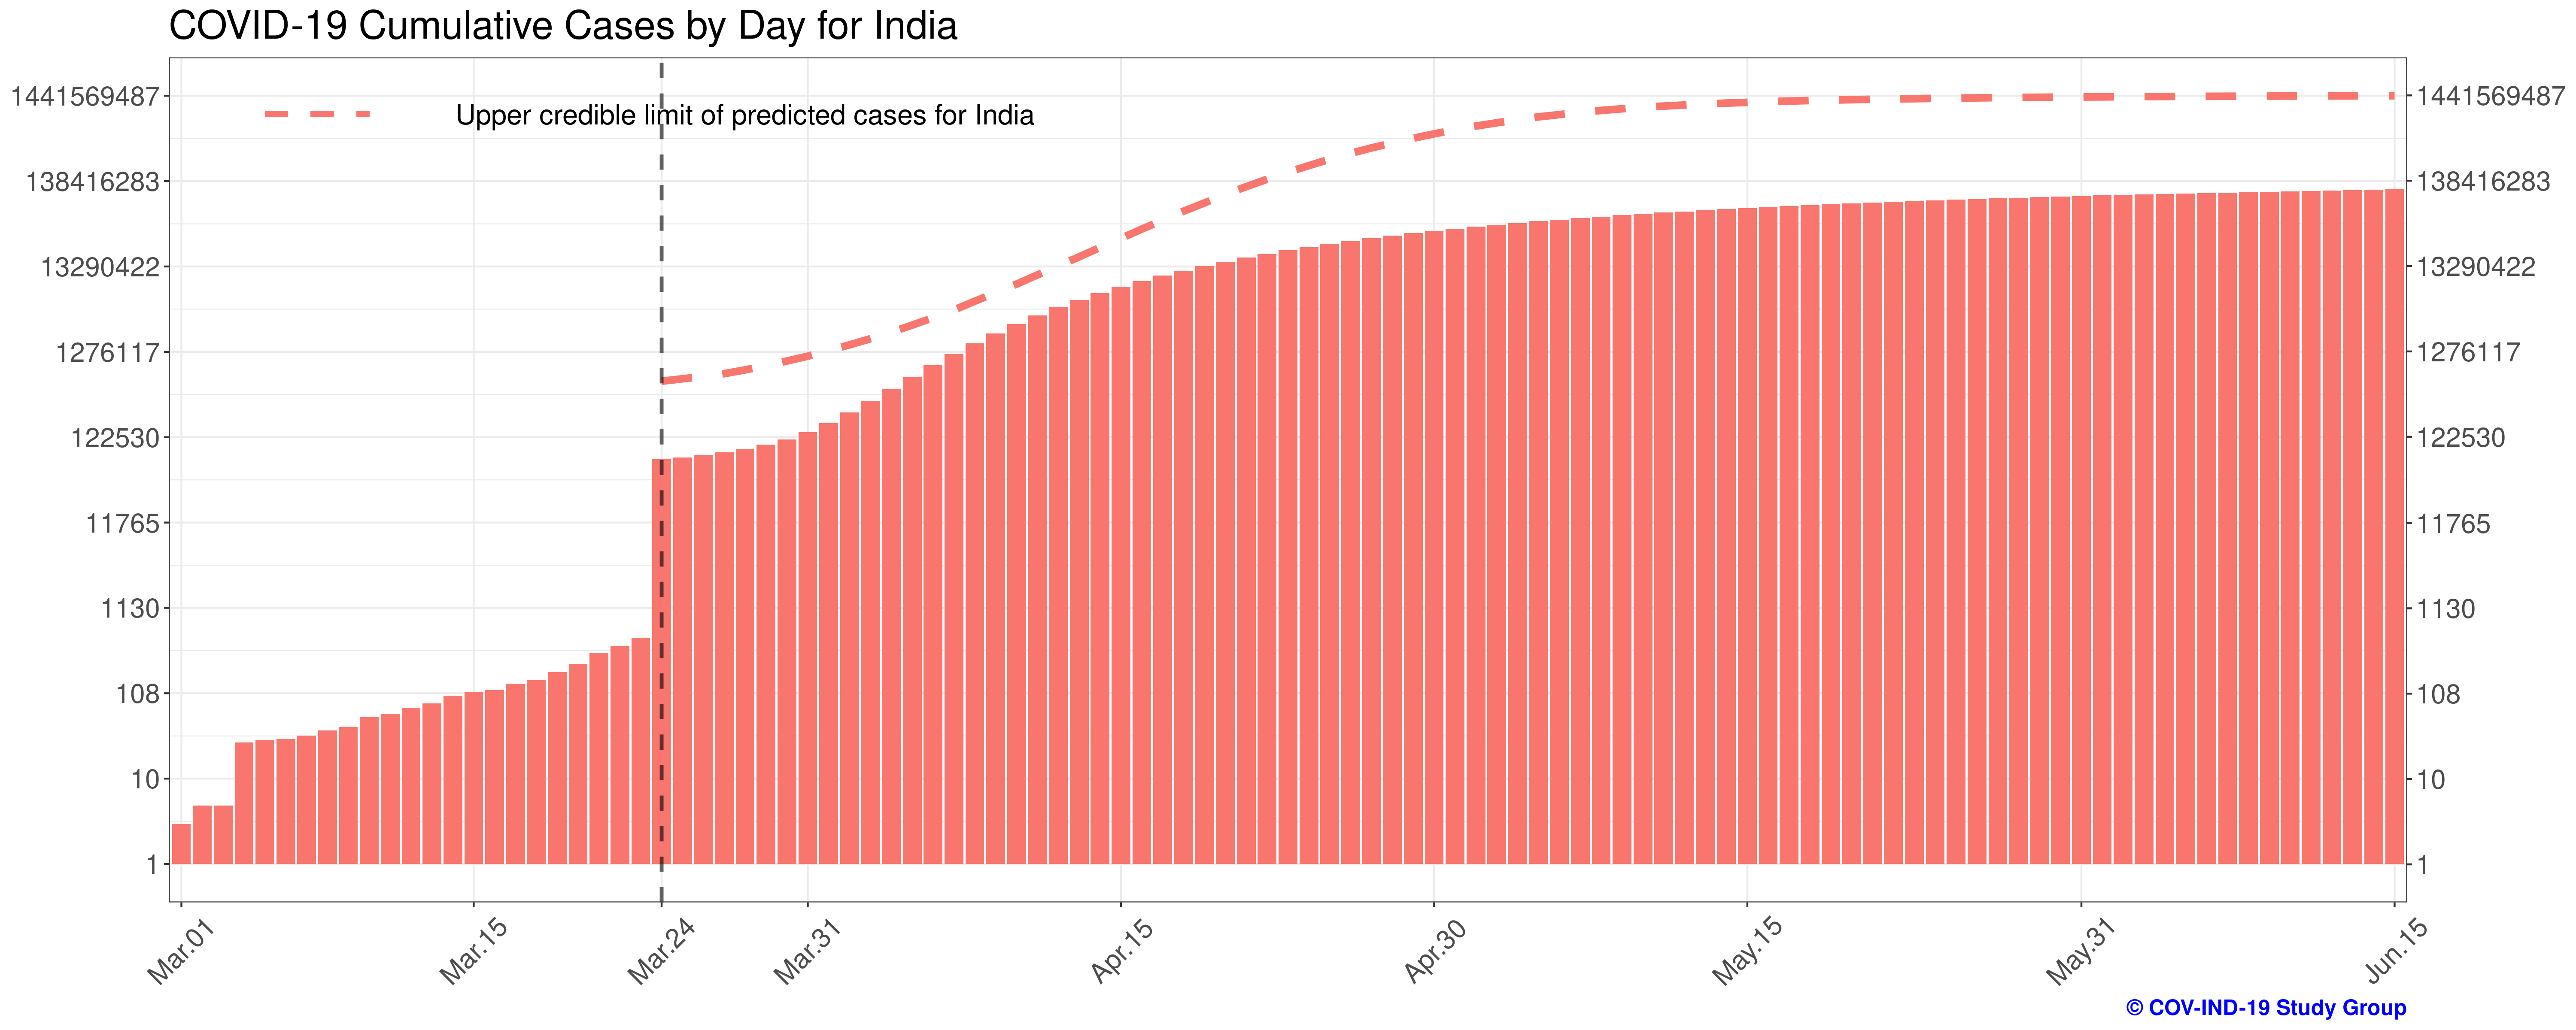 COVID-19 Cumulative Cases by Day for India
Upper credible limit of predicted cases for India
1441569487
138416283
13290422
1276117
122530
11765
1130
108
10
1
1441569487
138416283
13290422
1276117
122530
11765
1130
108
10
1
Mar.01
Mar.15
Mar.24
Mar.31
Apr.15
Apr.30
May.15
May.31
Jun.15
© COV-IND-19 Study Group